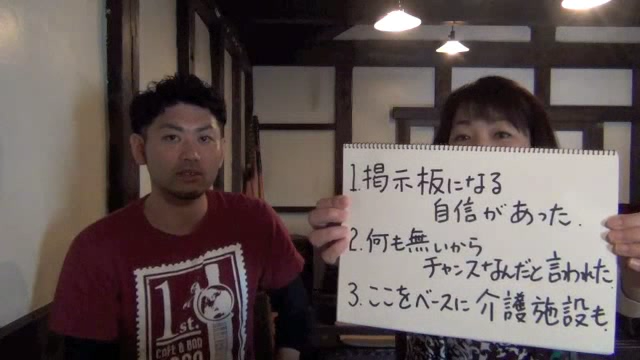 1.掲示板になる
自信があった.
2.何も無いから
チャンスなんだと言われた.
3.ここをベースに介護施設も.
1st.
CAFE & BOD